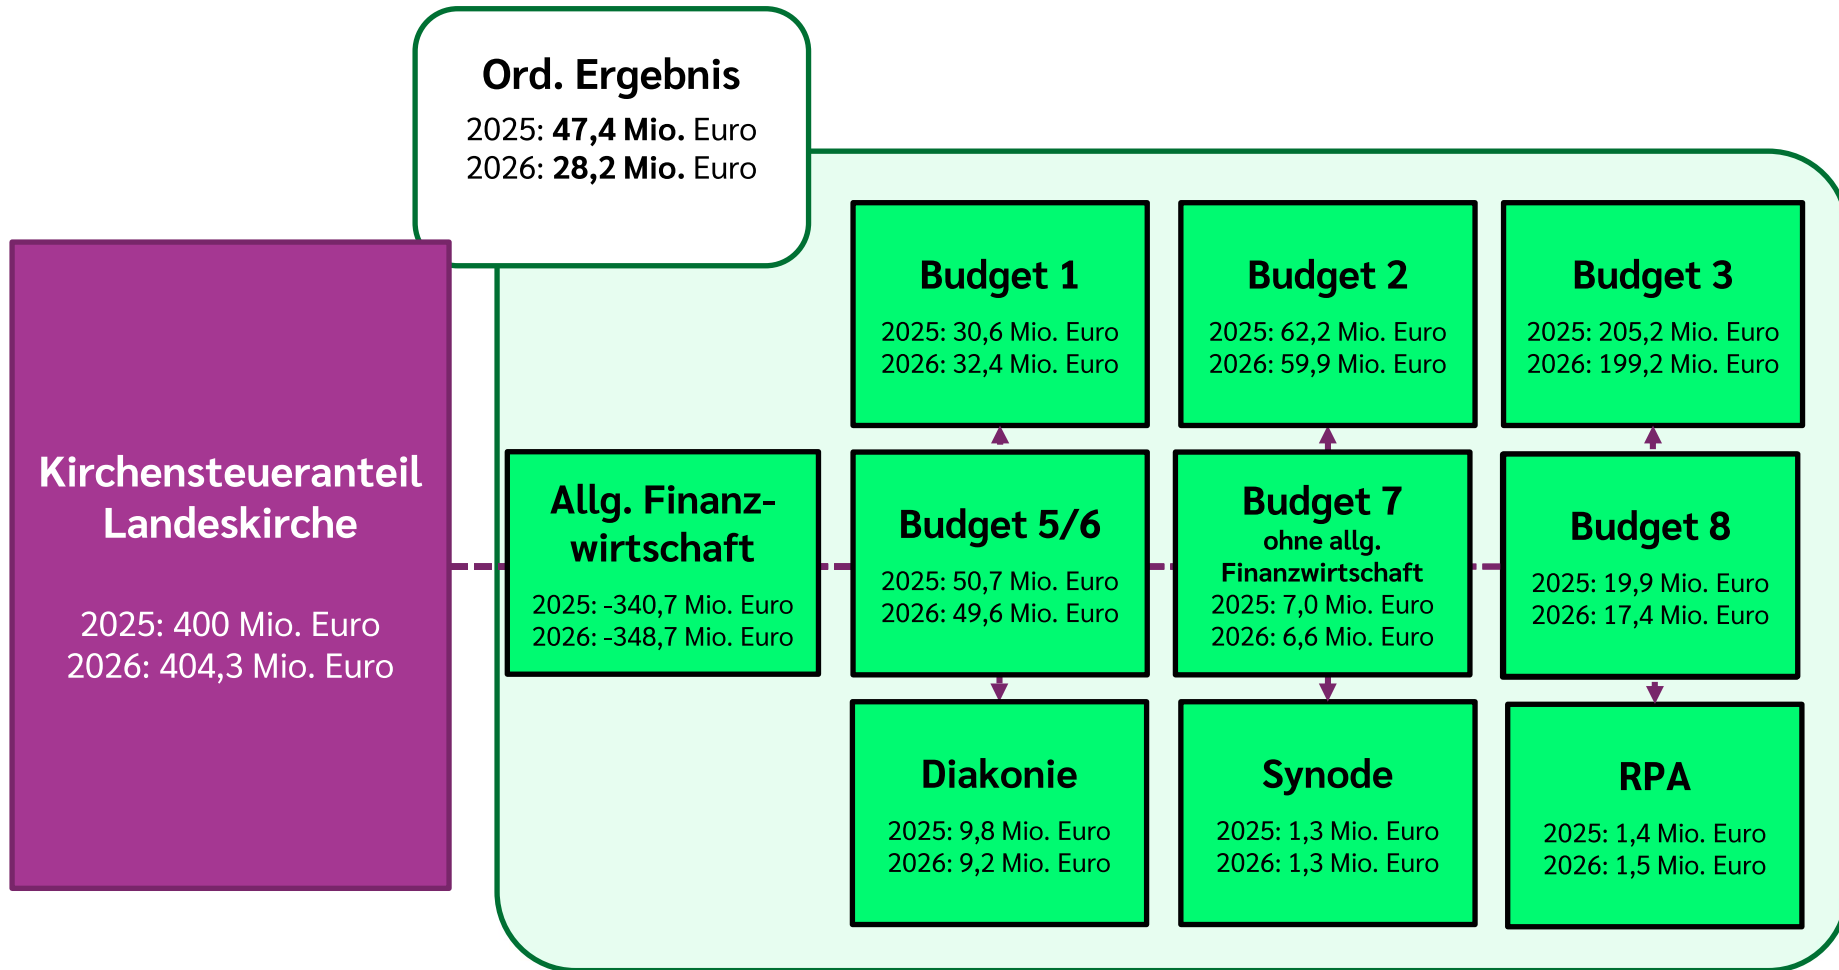 Ord. Ergebnis
2025: 47,4 Mio. Euro
2026: 28,2 Mio. Euro
Kirchensteueranteil
Landeskirche
2025: 400 Mio. Euro
2026: 404,3 Mio. Euro
Budget 1
2025: 30,6 Mio. Euro
2026: 32,4 Mio. Euro
Budget 2
2025: 62,2 Mio. Euro
2026: 59,9 Mio. Euro
Budget 3
2025: 205,2 Mio. Euro
2026: 199,2 Mio. Euro
Allg. Finanz-
wirtschaft
2025: -340,7 Mio. Euro
2026: -348,7 Mio. Euro
Budget 5/6
2025: 50,7 Mio. Euro
2026: 49,6 Mio. Euro
Budget 7
ohne allg.
Finanzwirtschaft
2025: 7,0 Mio. Euro
2026: 6,6 Mio. Euro
Budget 8
2025: 19,9 Mio. Euro
2026: 17,4 Mio. Euro
Diakonie
2025: 9,8 Mio. Euro
2026: 9,2 Mio. Euro
Synode
2025: 1,3 Mio. Euro
2026: 1,3 Mio. Euro
RPA
2025: 1,4 Mio. Euro
2026: 1,5 Mio. Euro